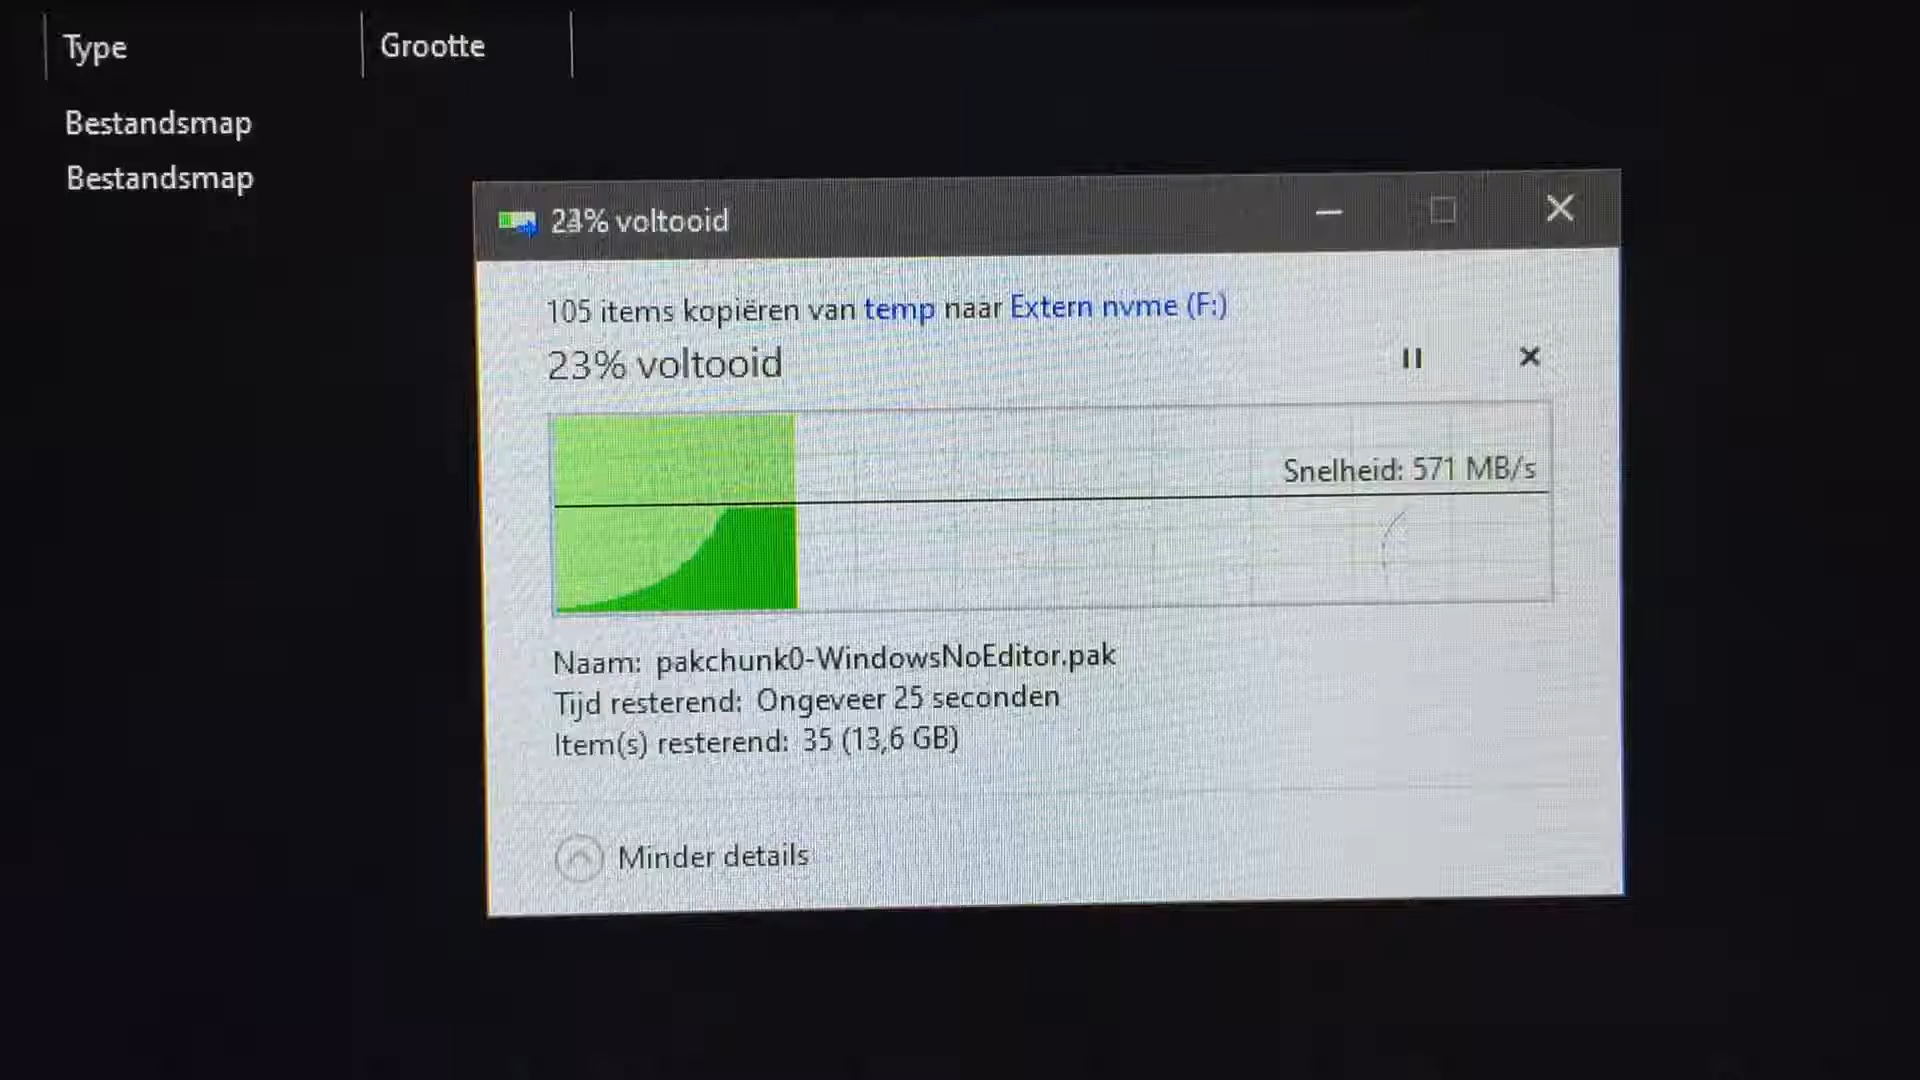 Type
Grootte
Bestandsmap
Bestandsmap
23% voltooid
105 items kopiëren van temp naar Extern nvme (F:)
23% voltooid
Snelheid: 571 MB/s
Naam: pakchunk0-WindowsNoEditor.pak
Tijd resterend: Ongeveer 25 seconden
Item(s) resterend: 35 (13,6 GB)
Minder details